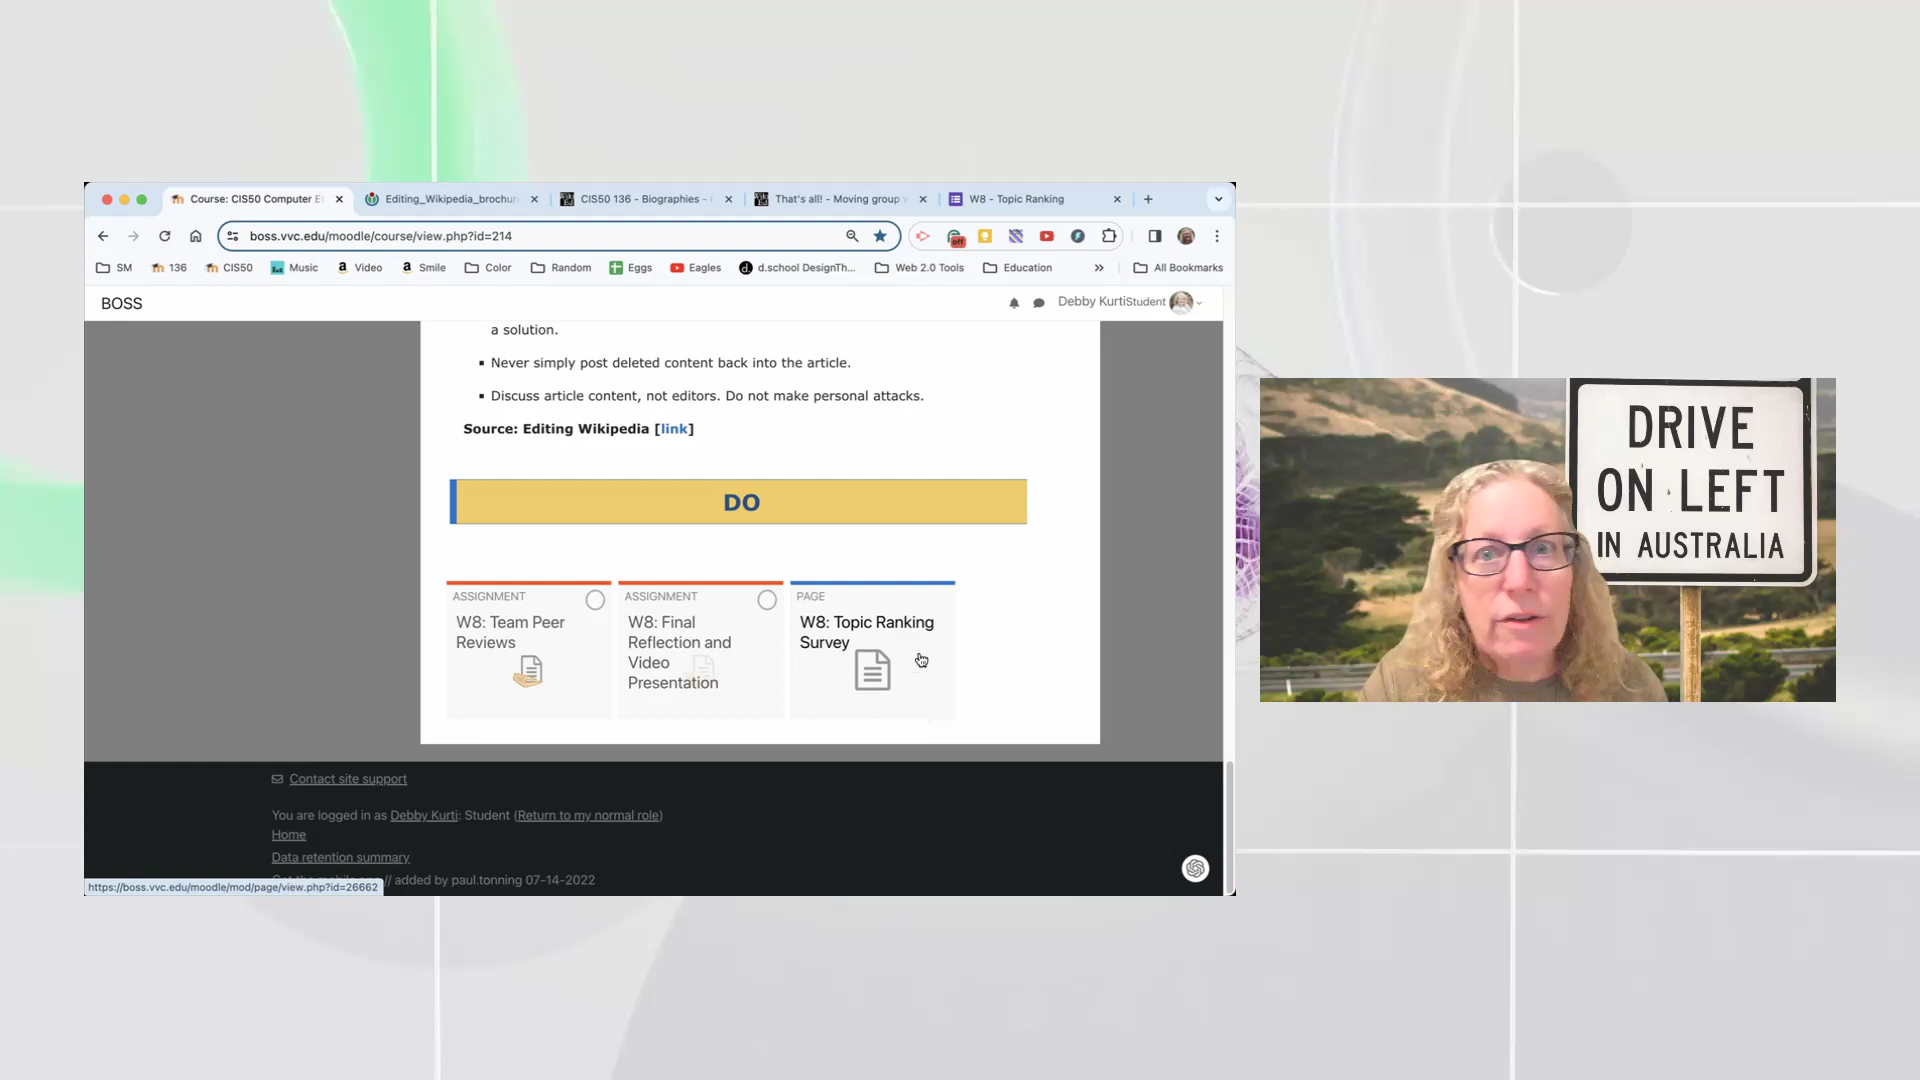 Course: CIS50 Computer E
Editing_Wikipedia_brochur
CIS50 136 - Biographies -
That's all! - Moving group
W8 - Topic Ranking
boss.vvc.edu/moodle/course/view.php?id=214
off
SM
136
CIS50
Music
Video
Smile
Color
Random
Eggs
Eagles
d.school DesignTh...
Web 2.0 Tools
Education
All Bookmarks
BOSS
Debby KurtiStudent
a solution.
Never simply post deleted content back into the article.
Discuss article content, not editors. Do not make personal attacks.
Source: Editing Wikipedia [link]
DO
ASSIGNMENT
W8: Team Peer
Reviews
ASSIGNMENT
W8: Final
Reflection and
Video
Presentation
PAGE
W8: Topic Ranking
Survey
Contact site support
You are logged in as Debby Kurti: Student (Return to my normal role)
Home
Data retention summary
// added by paul.tonning 07-14-2022
https://boss.vvc.edu/moodle/mod/page/view.php?id=26662
DRIVE
ON LEFT
IN AUSTRALIA